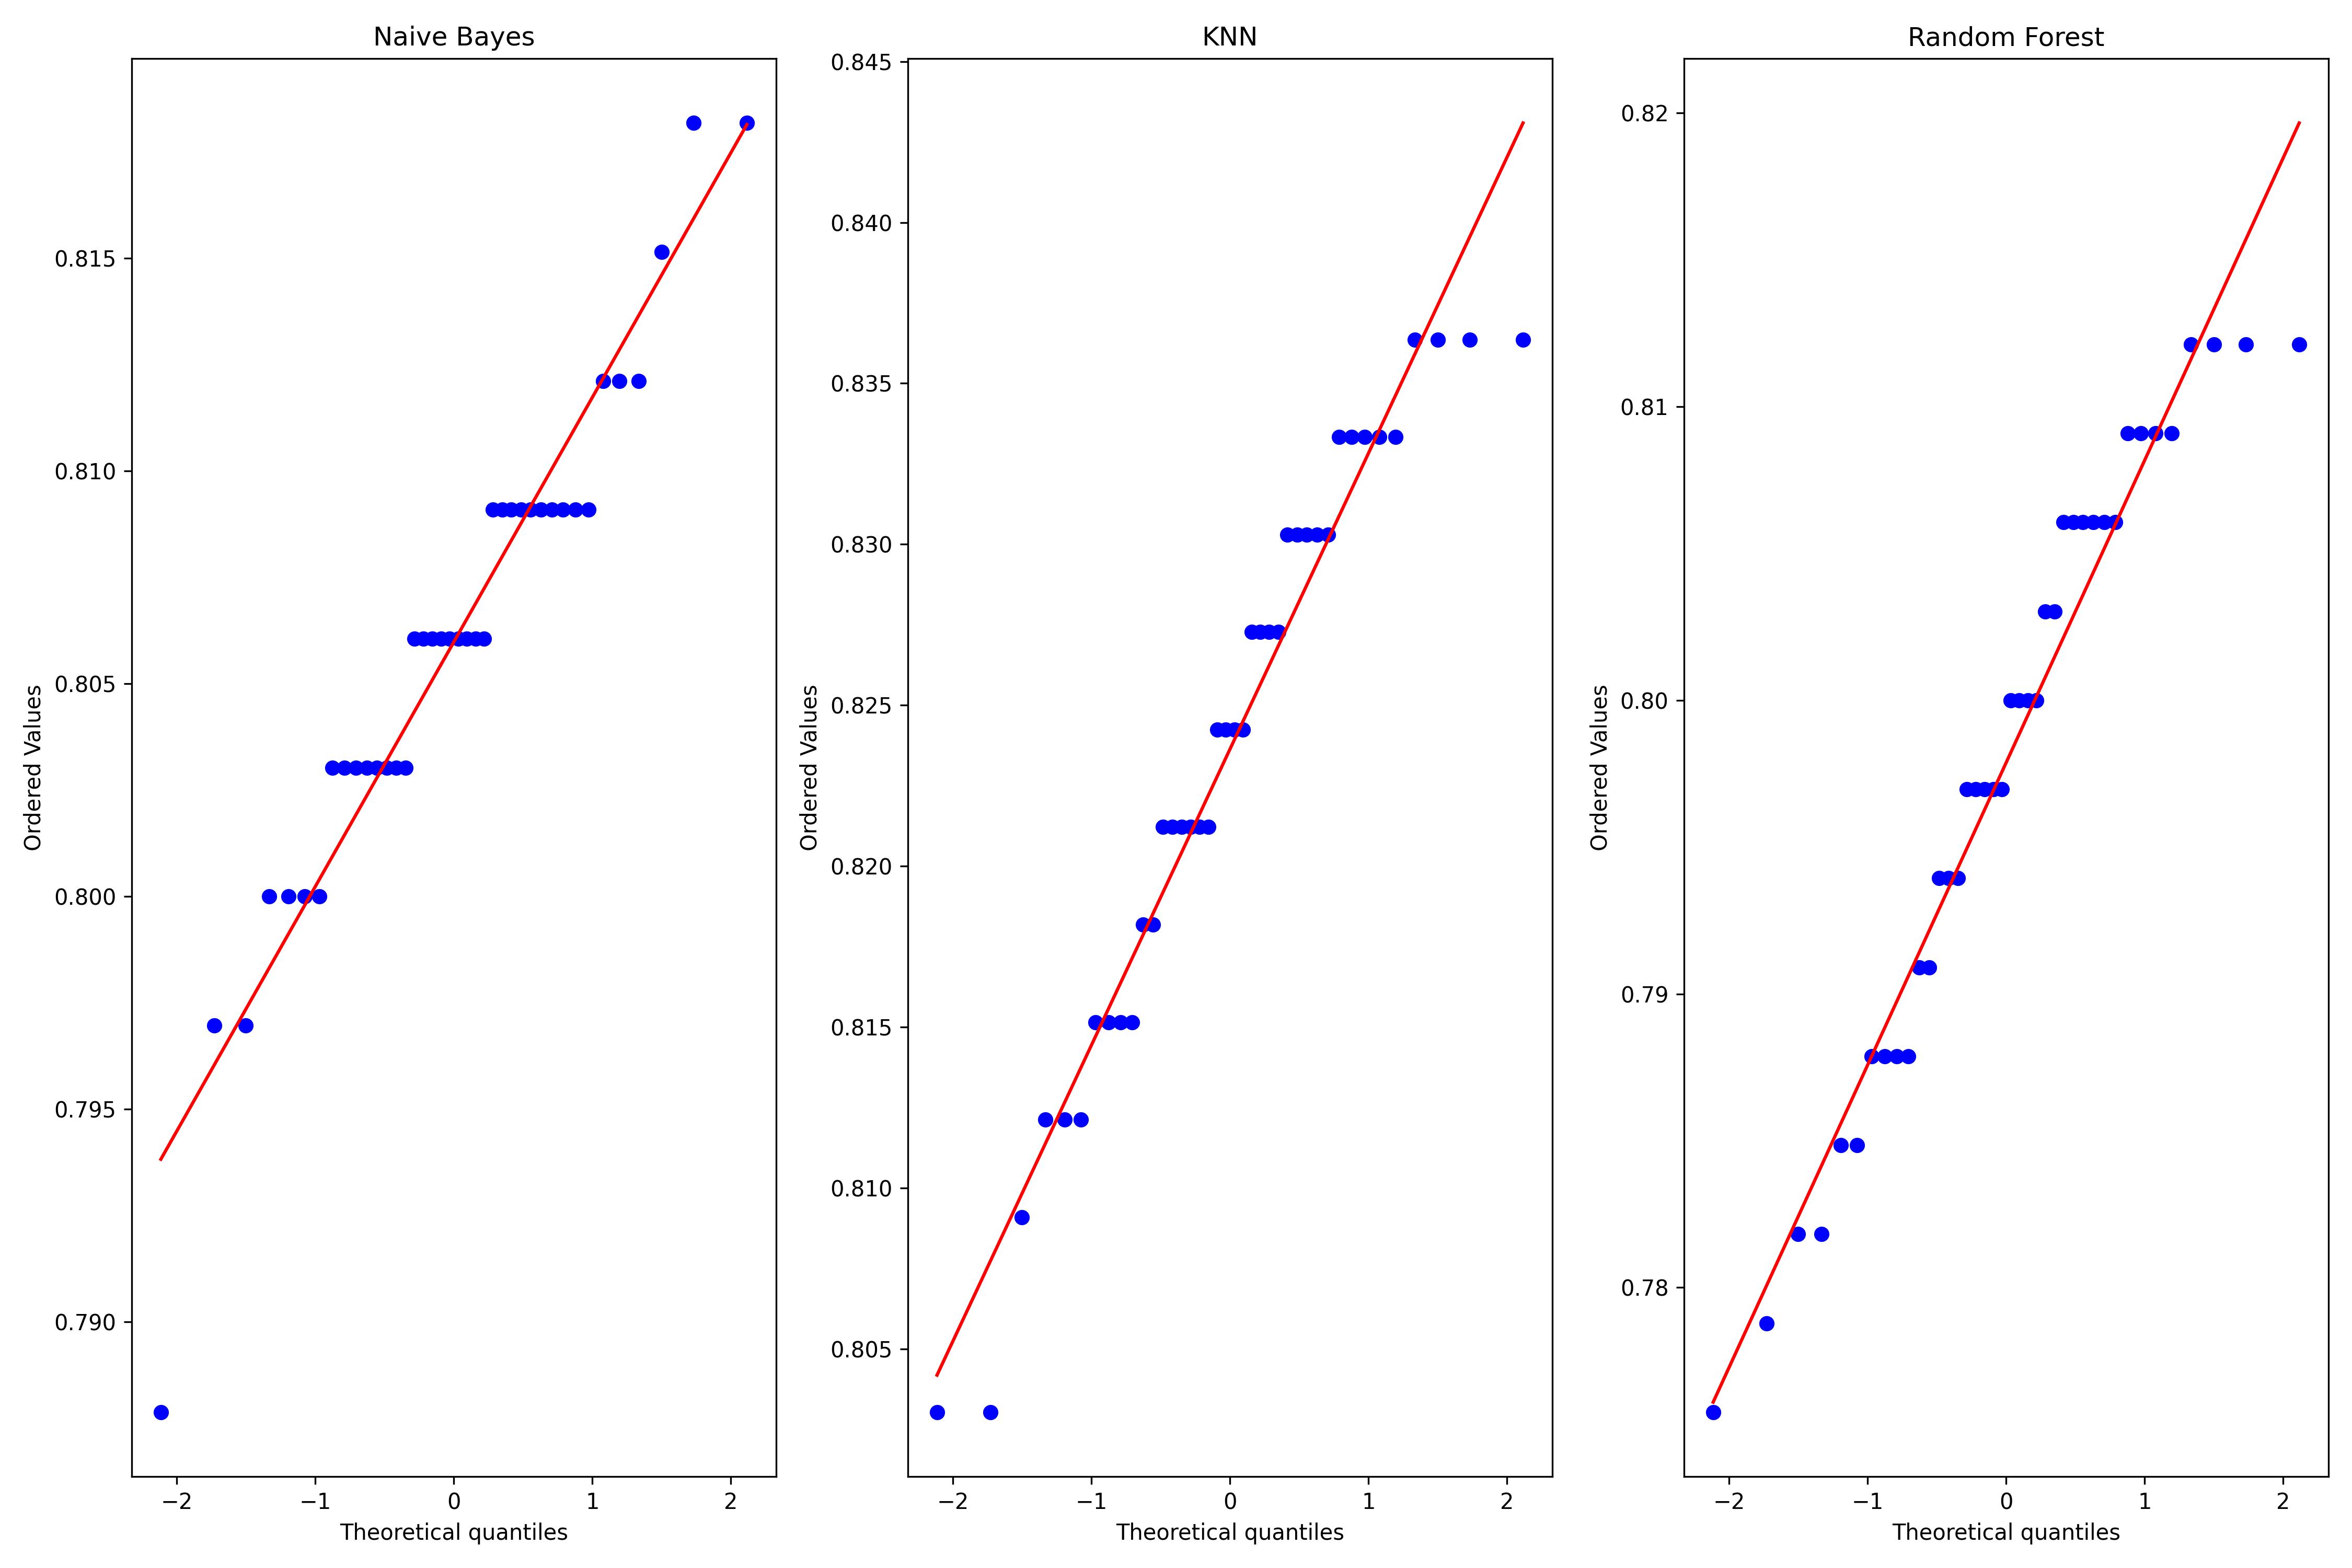 Naive Bayes
Ordered Values
0.815
0.810
0.805
0.800
0.795
0.790
−2 −1 0 1 2
Theoretical quantiles
KNN
Ordered Values
0.845
0.840
0.835
0.830
0.825
0.820
0.815
0.810
0.805
−2 −1 0 1 2
Theoretical quantiles
Random Forest
Ordered Values
0.82
0.81
0.80
0.79
0.78
−2 −1 0 1 2
Theoretical quantiles